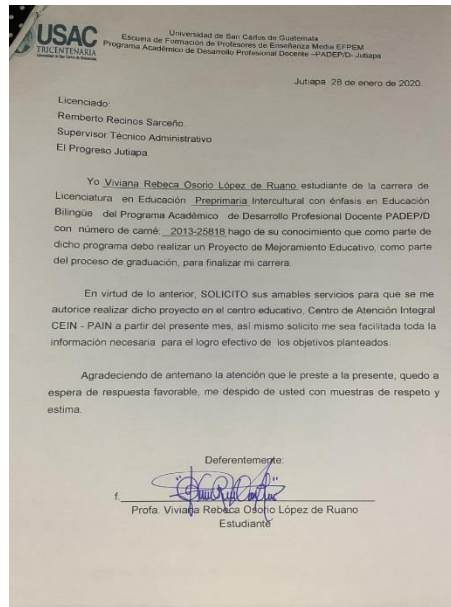 USAC
TRICENTENARIA
Universidad de San Carlos de Guatemala
Universidad de San Carlos de Guatemala
Escuela de Formación de Profesores de Enseñanza Media EFPEM
Programa Académico de Desarrollo Profesional Docente –PADEP/D- Jutiapa
Jutiapa 28 de enero de 2020.
Licenciado:
Remberto Recinos Sarceño.
Supervisor Técnico Administrativo
El Progreso Jutiapa.
Yo Viviana Rebeca Osorio López de Ruano estudiante de la carrera de
Licenciatura en Educación Preprimaria Intercultural con énfasis en Educación
Bilingüe del Programa Académico de Desarrollo Profesional Docente PADEP/D
con número de carné: 2013-25818 hago de su conocimiento que como parte de
dicho programa debo realizar un Proyecto de Mejoramiento Educativo, como parte
del proceso de graduación, para finalizar mi carrera.
En virtud de lo anterior, SOLICITO sus amables servicios para que se me
autorice realizar dicho proyecto en el centro educativo, Centro de Atención Integral
CEIN - PAIN a partir del presente mes, así mismo solicito me sea facilitada toda la
información necesaria para el logro efectivo de los objetivos planteados.
Agradeciendo de antemano la atención que le preste a la presente, quedo a
espera de respuesta favorable, me despido de usted con muestras de respeto y
estima.
Deferentemente:
f.
Profa. Viviana Rebeca Osorio López de Ruano
Estudiante